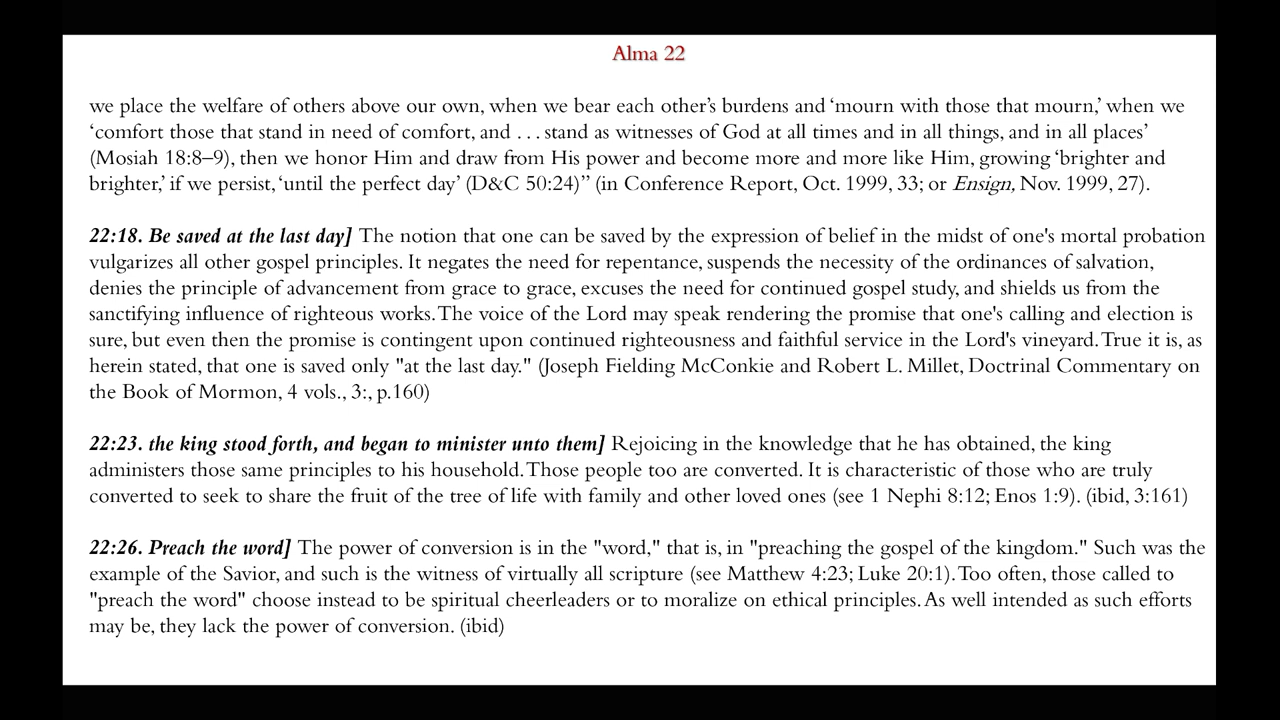 Alma 22
we place the welfare of others above our own, when we bear each other’s burdens and ‘mourn with those that mourn,’ when we
‘comfort those that stand in need of comfort, and . . . stand as witnesses of God at all times and in all things, and in all places’
(Mosiah 18:8–9), then we honor Him and draw from His power and become more and more like Him, growing ‘brighter and
brighter,’ if we persist, ‘until the perfect day’ (D&C 50:24)” (in Conference Report, Oct. 1999, 33; or Ensign, Nov. 1999, 27).
22:18. Be saved at the last day] The notion that one can be saved by the expression of belief in the midst of one's mortal probation
vulgarizes all other gospel principles. It negates the need for repentance, suspends the necessity of the ordinances of salvation,
denies the principle of advancement from grace to grace, excuses the need for continued gospel study, and shields us from the
sanctifying influence of righteous works. The voice of the Lord may speak rendering the promise that one's calling and election is
sure, but even then the promise is contingent upon continued righteousness and faithful service in the Lord's vineyard. True it is, as
herein stated, that one is saved only "at the last day." (Joseph Fielding McConkie and Robert L. Millet, Doctrinal Commentary on
the Book of Mormon, 4 vols., 3:, p.160)
22:23. the king stood forth, and began to minister unto them] Rejoicing in the knowledge that he has obtained, the king
administers those same principles to his household. Those people too are converted. It is characteristic of those who are truly
converted to seek to share the fruit of the tree of life with family and other loved ones (see 1 Nephi 8:12; Enos 1:9). (ibid, 3:161)
22:26. Preach the word] The power of conversion is in the "word," that is, in "preaching the gospel of the kingdom." Such was the
example of the Savior, and such is the witness of virtually all scripture (see Matthew 4:23; Luke 20:1). Too often, those called to
"preach the word" choose instead to be spiritual cheerleaders or to moralize on ethical principles. As well intended as such efforts
may be, they lack the power of conversion. (ibid)